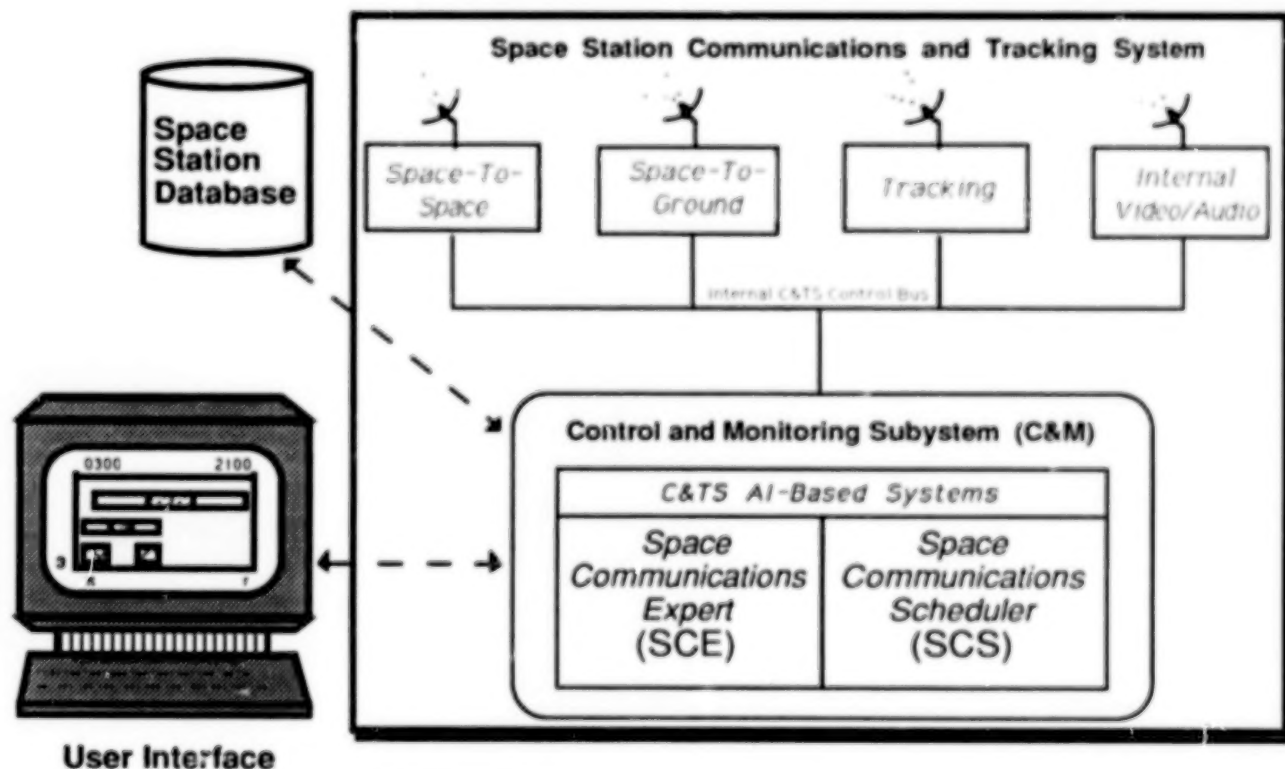 Space Station Communications and Tracking System
Space
Station
Database
Space-To-
Space
Space-To-
Ground
Tracking
Internal
Video/Audio
Internal C&TS Control Bus
Control and Monitoring Subystem (C&M)
C&TS AI-Based Systems
Space
Communications
Expert
(SCE)
Space
Communications
Scheduler
(SCS)
0300 2100
User Interface